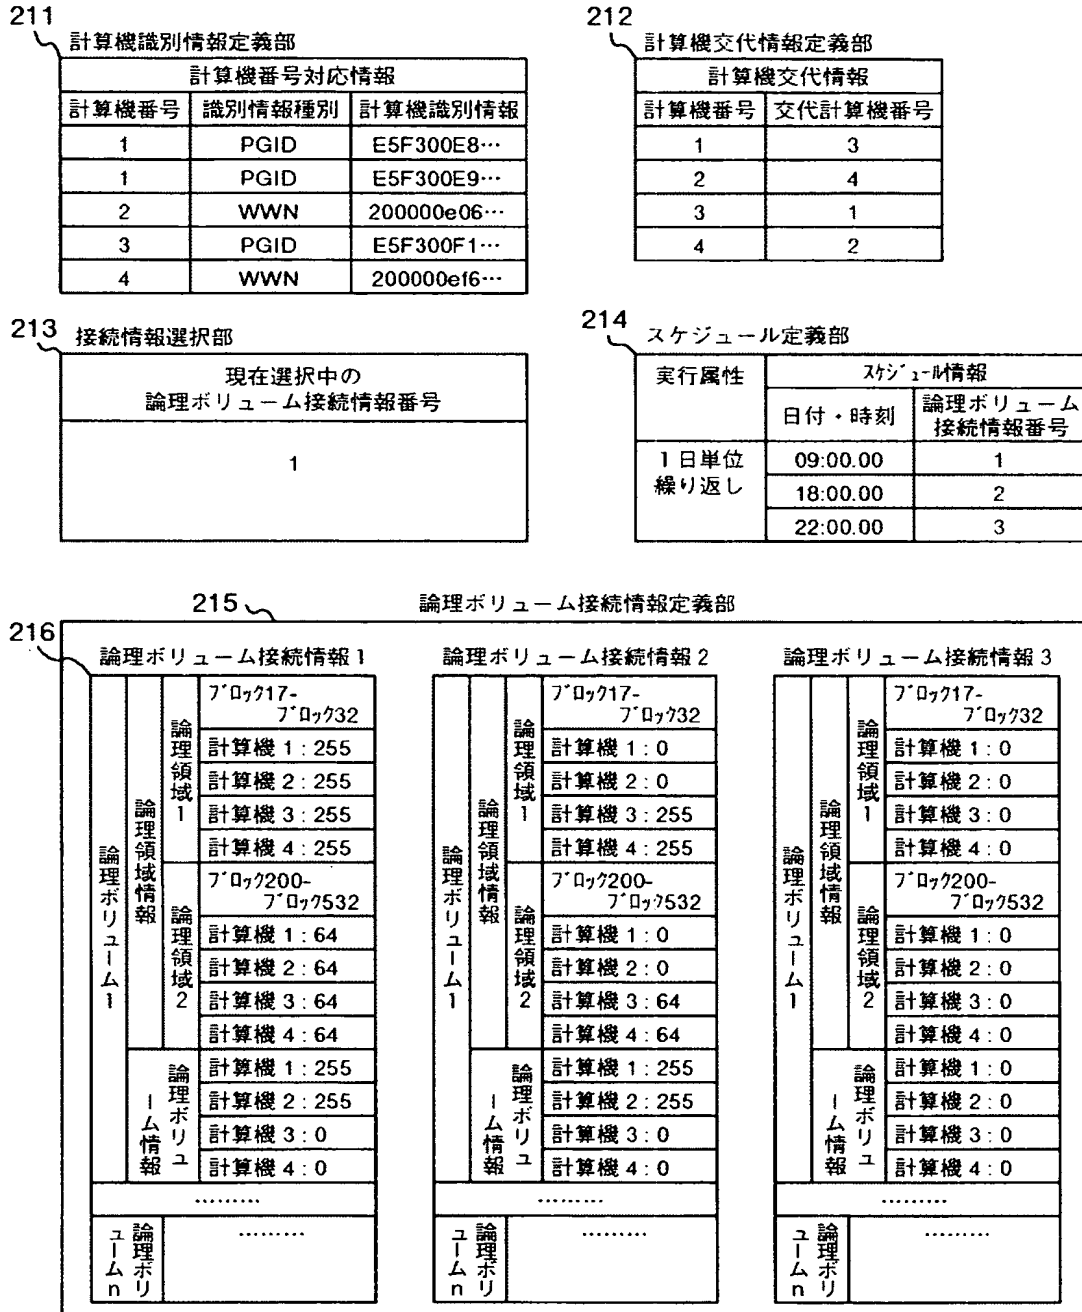 211
計算機識別情報定義部
計算機番号対応情報
計算機番号 識別情報種別 計算機識別情報
1 PGID E5F300E8…
1 PGID E5F300E9…
2 WWN 200000e06…
3 PGID E5F300F1…
4 WWN 200000ef6…
212
計算機交代情報定義部
計算機交代情報
計算機番号 交代計算機番号
1 3
2 4
3 1
4 2
213
接続情報選択部
現在選択中の
論理ボリューム接続情報番号
1
214
スケジュール定義部
実行属性
スケジュール情報
日付・時刻
論理ボリューム
接続情報番号
1日単位
繰り返し
09:00.00 1
18:00.00 2
22:00.00 3
215
論理ボリューム接続情報定義部
216
論理ボリューム接続情報1
論理ボリューム1
論理領域情報
論理領域1
ブロック17-
ブロック32
計算機1:255
計算機2:255
計算機3:255
計算機4:255
論理領域2
ブロック200-
ブロック532
計算機1:64
計算機2:64
計算機3:64
計算機4:64
論理ボリュ
ーム情報
計算機1:255
計算機2:255
計算機3:0
計算機4:0
………
論理ボリ
ュームn
………
論理ボリューム接続情報2
論理ボリューム1
論理領域情報
論理領域1
ブロック17-
ブロック32
計算機1:0
計算機2:0
計算機3:255
計算機4:255
論理領域2
ブロック200-
ブロック532
計算機1:0
計算機2:0
計算機3:64
計算機4:64
論理ボリュ
ーム情報
計算機1:255
計算機2:255
計算機3:0
計算機4:0
………
論理ボリ
ュームn
………
論理ボリューム接続情報3
論理ボリューム1
論理領域情報
論理領域1
ブロック17-
ブロック32
計算機1:0
計算機2:0
計算機3:0
計算機4:0
論理領域2
ブロック200-
ブロック532
計算機1:0
計算機2:0
計算機3:0
計算機4:0
論理ボリュ
ーム情報
計算機1:0
計算機2:0
計算機3:0
計算機4:0
………
論理ボリ
ュームn
………